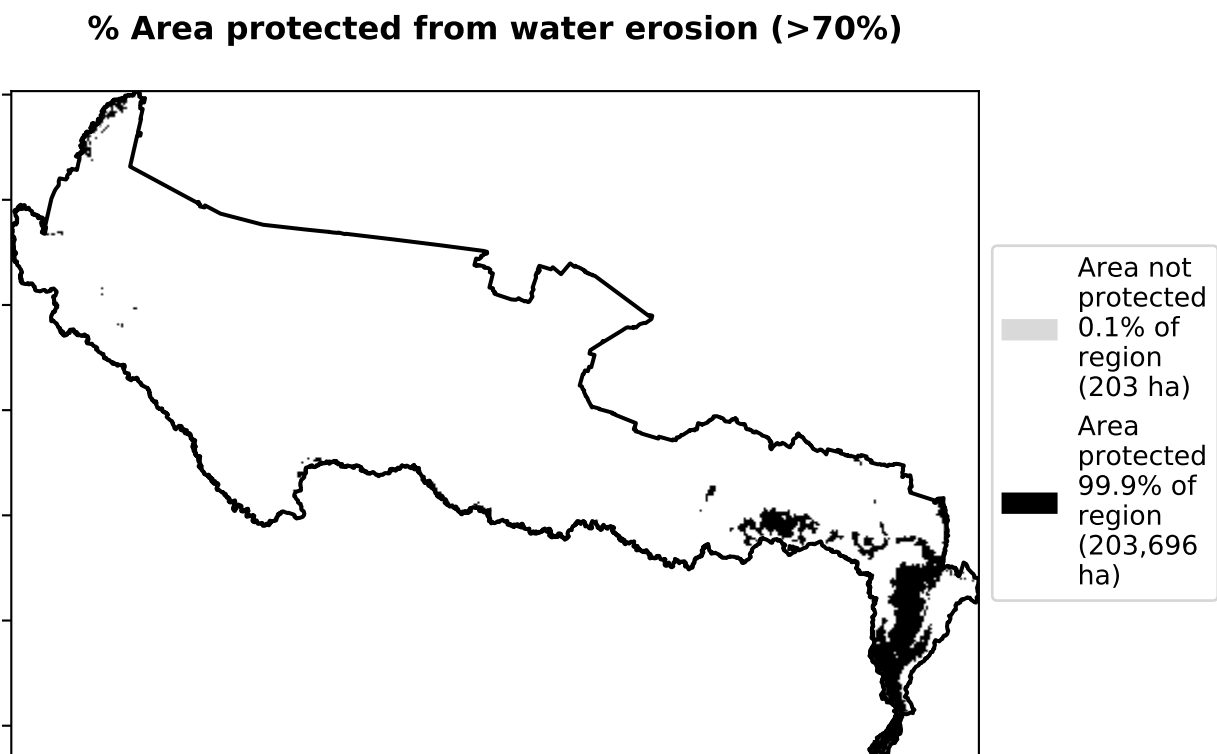 % Area protected from water erosion (>70%)
Area not
protected
0.1% of
region
(203 ha)
Area
protected
99.9% of
region
(203,696
ha)